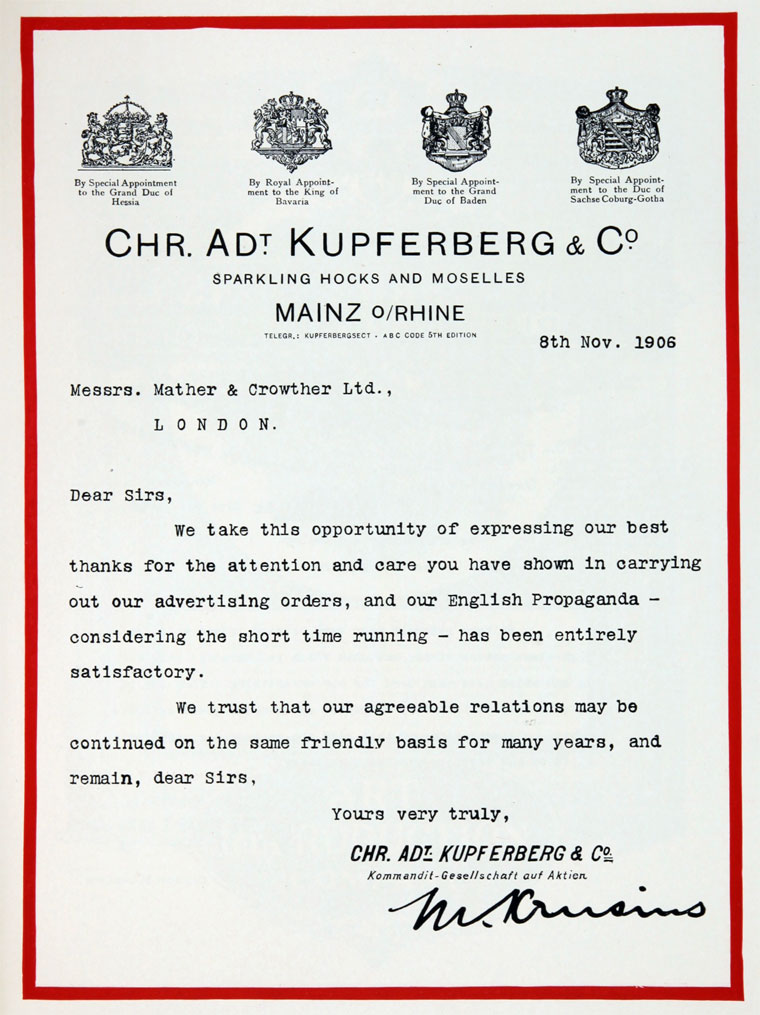 By Special Appointment
to the Grand Duc of
Hessia
By Royal Appoint-
ment to the King of
Bavaria
By Special Appoint-
ment to the Grand
Duc of Baden
By Special Appoint-
ment to the Duc of
Sachse Coburg-Gotha
CHR. ADT. KUPFERBERG & Co.
SPARKLING HOCKS AND MOSELLES
MAINZ O/RHINE
TELEGR.: KUPFERBERGSECT . ABC CODE 5TH EDITION
8th Nov. 1906
Messrs. Mather & Crowther Ltd.,
L O N D O N.
Dear Sirs,
We take this opportunity of expressing our best
thanks for the attention and care you have shown in carrying
out our advertising orders, and our English Propaganda -
considering the short time running - has been entirely
satisfactory.
We trust that our agreeable relations may be
continued on the same friendly basis for many years, and
remain, dear Sirs,
Yours very truly,
CHR. ADT. KUPFERBERG & Co.
Kommandit-Gesellschaft auf Aktien.